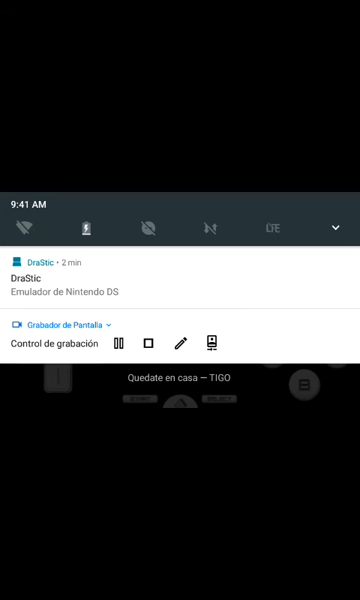 9:41 AM
LTE
DraStic • 2 min
DraStic
Emulador de Nintendo DS
Grabador de Pantalla
Control de grabación
Quedate en casa — TIGO
B
START
SELECT